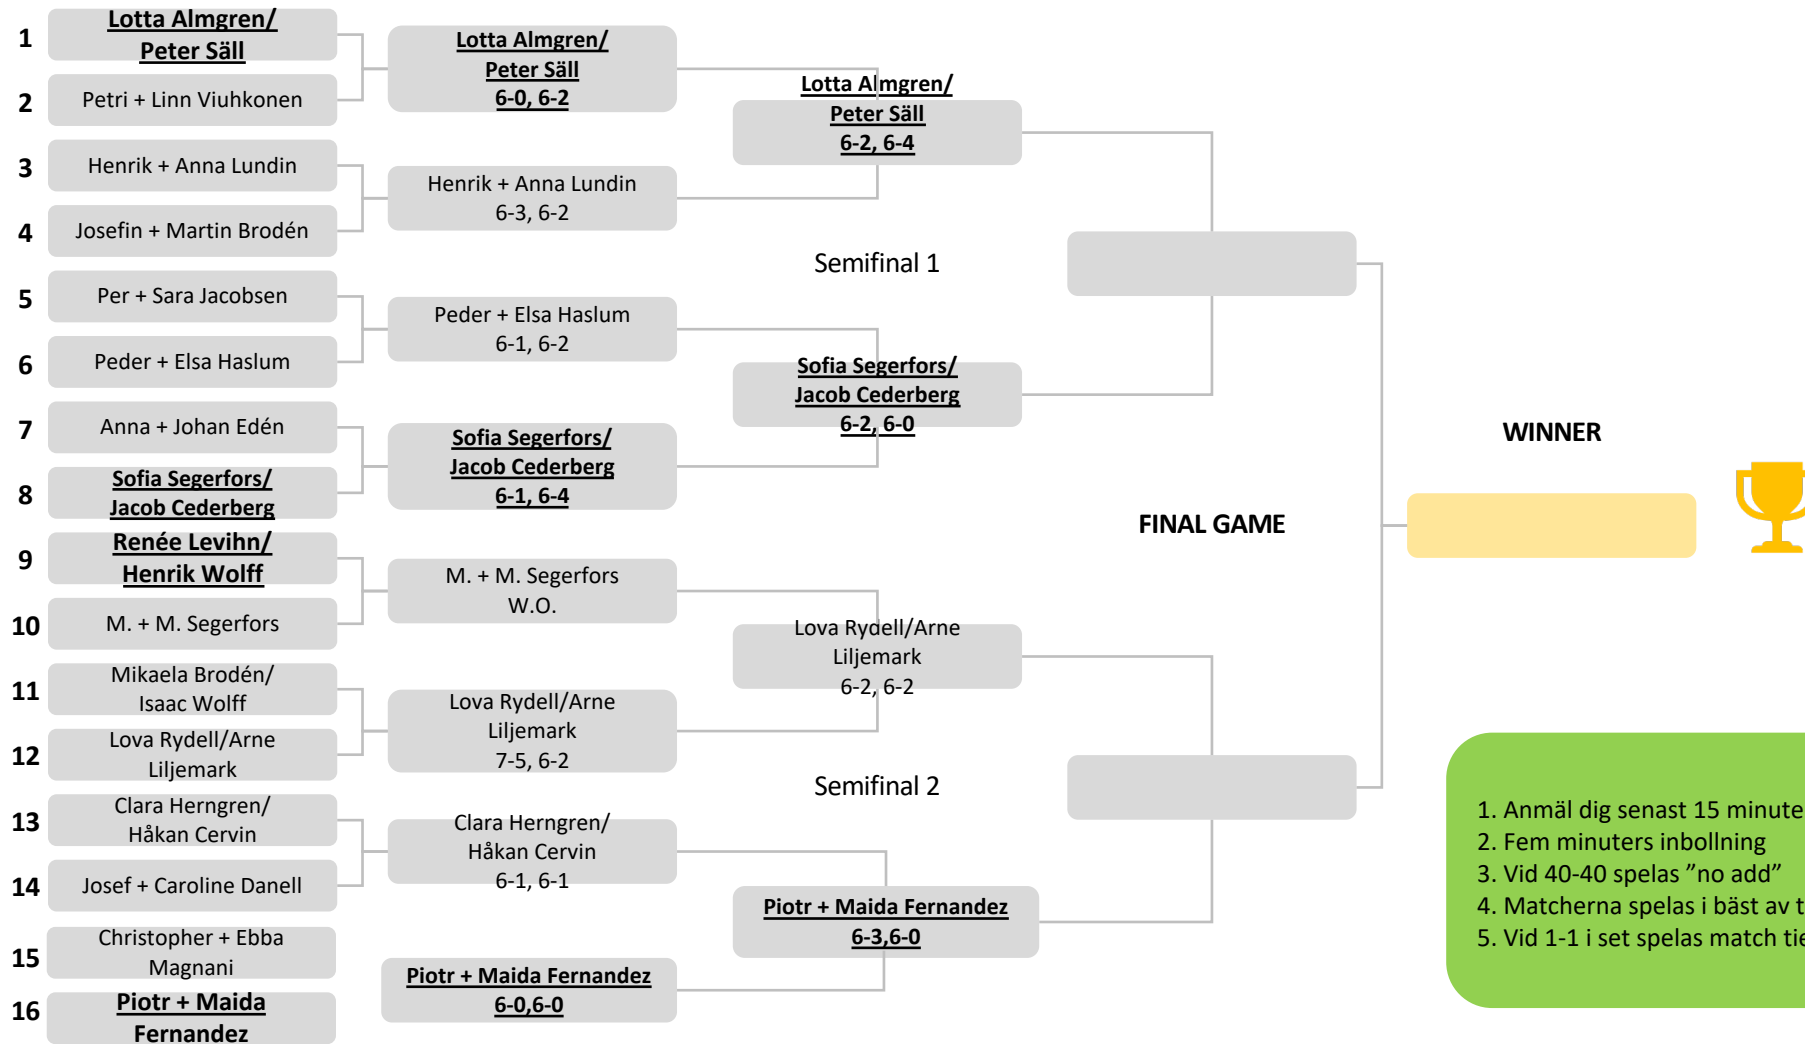 1
Lotta Almgren/
Peter Säll
2
Petri + Linn Viuhkonen
3
Henrik + Anna Lundin
4
Josefin + Martin Brodén
5
Per + Sara Jacobsen
6
Peder + Elsa Haslum
7
Anna + Johan Edén
8
Sofia Segerfors/
Jacob Cederberg
9
Renée Levihn/
Henrik Wolff
10
M. + M. Segerfors
11
Mikaela Brodén/
Isaac Wolff
12
Lova Rydell/Arne
Liljemark
13
Clara Herngren/
Håkan Cervin
14
Josef + Caroline Danell
15
Christopher + Ebba
Magnani
16
Piotr + Maida
Fernandez
Lotta Almgren/
Peter Säll
6-0, 6-2
Henrik + Anna Lundin
6-3, 6-2
Peder + Elsa Haslum
6-1, 6-2
Sofia Segerfors/
Jacob Cederberg
6-1, 6-4
M. + M. Segerfors
W.O.
Lova Rydell/Arne
Liljemark
7-5, 6-2
Clara Herngren/
Håkan Cervin
6-1, 6-1
Piotr + Maida Fernandez
6-0,6-0
Lotta Almgren/
Peter Säll
6-2, 6-4
Semifinal 1
Sofia Segerfors/
Jacob Cederberg
6-2, 6-0
Lova Rydell/Arne
Liljemark
6-2, 6-2
Semifinal 2
Piotr + Maida Fernandez
6-3,6-0
FINAL GAME
WINNER
1. Anmäl dig senast 15 minute
2. Fem minuters inbollning
3. Vid 40-40 spelas ”no add”
4. Matcherna spelas i bäst av t
5. Vid 1-1 i set spelas match tie